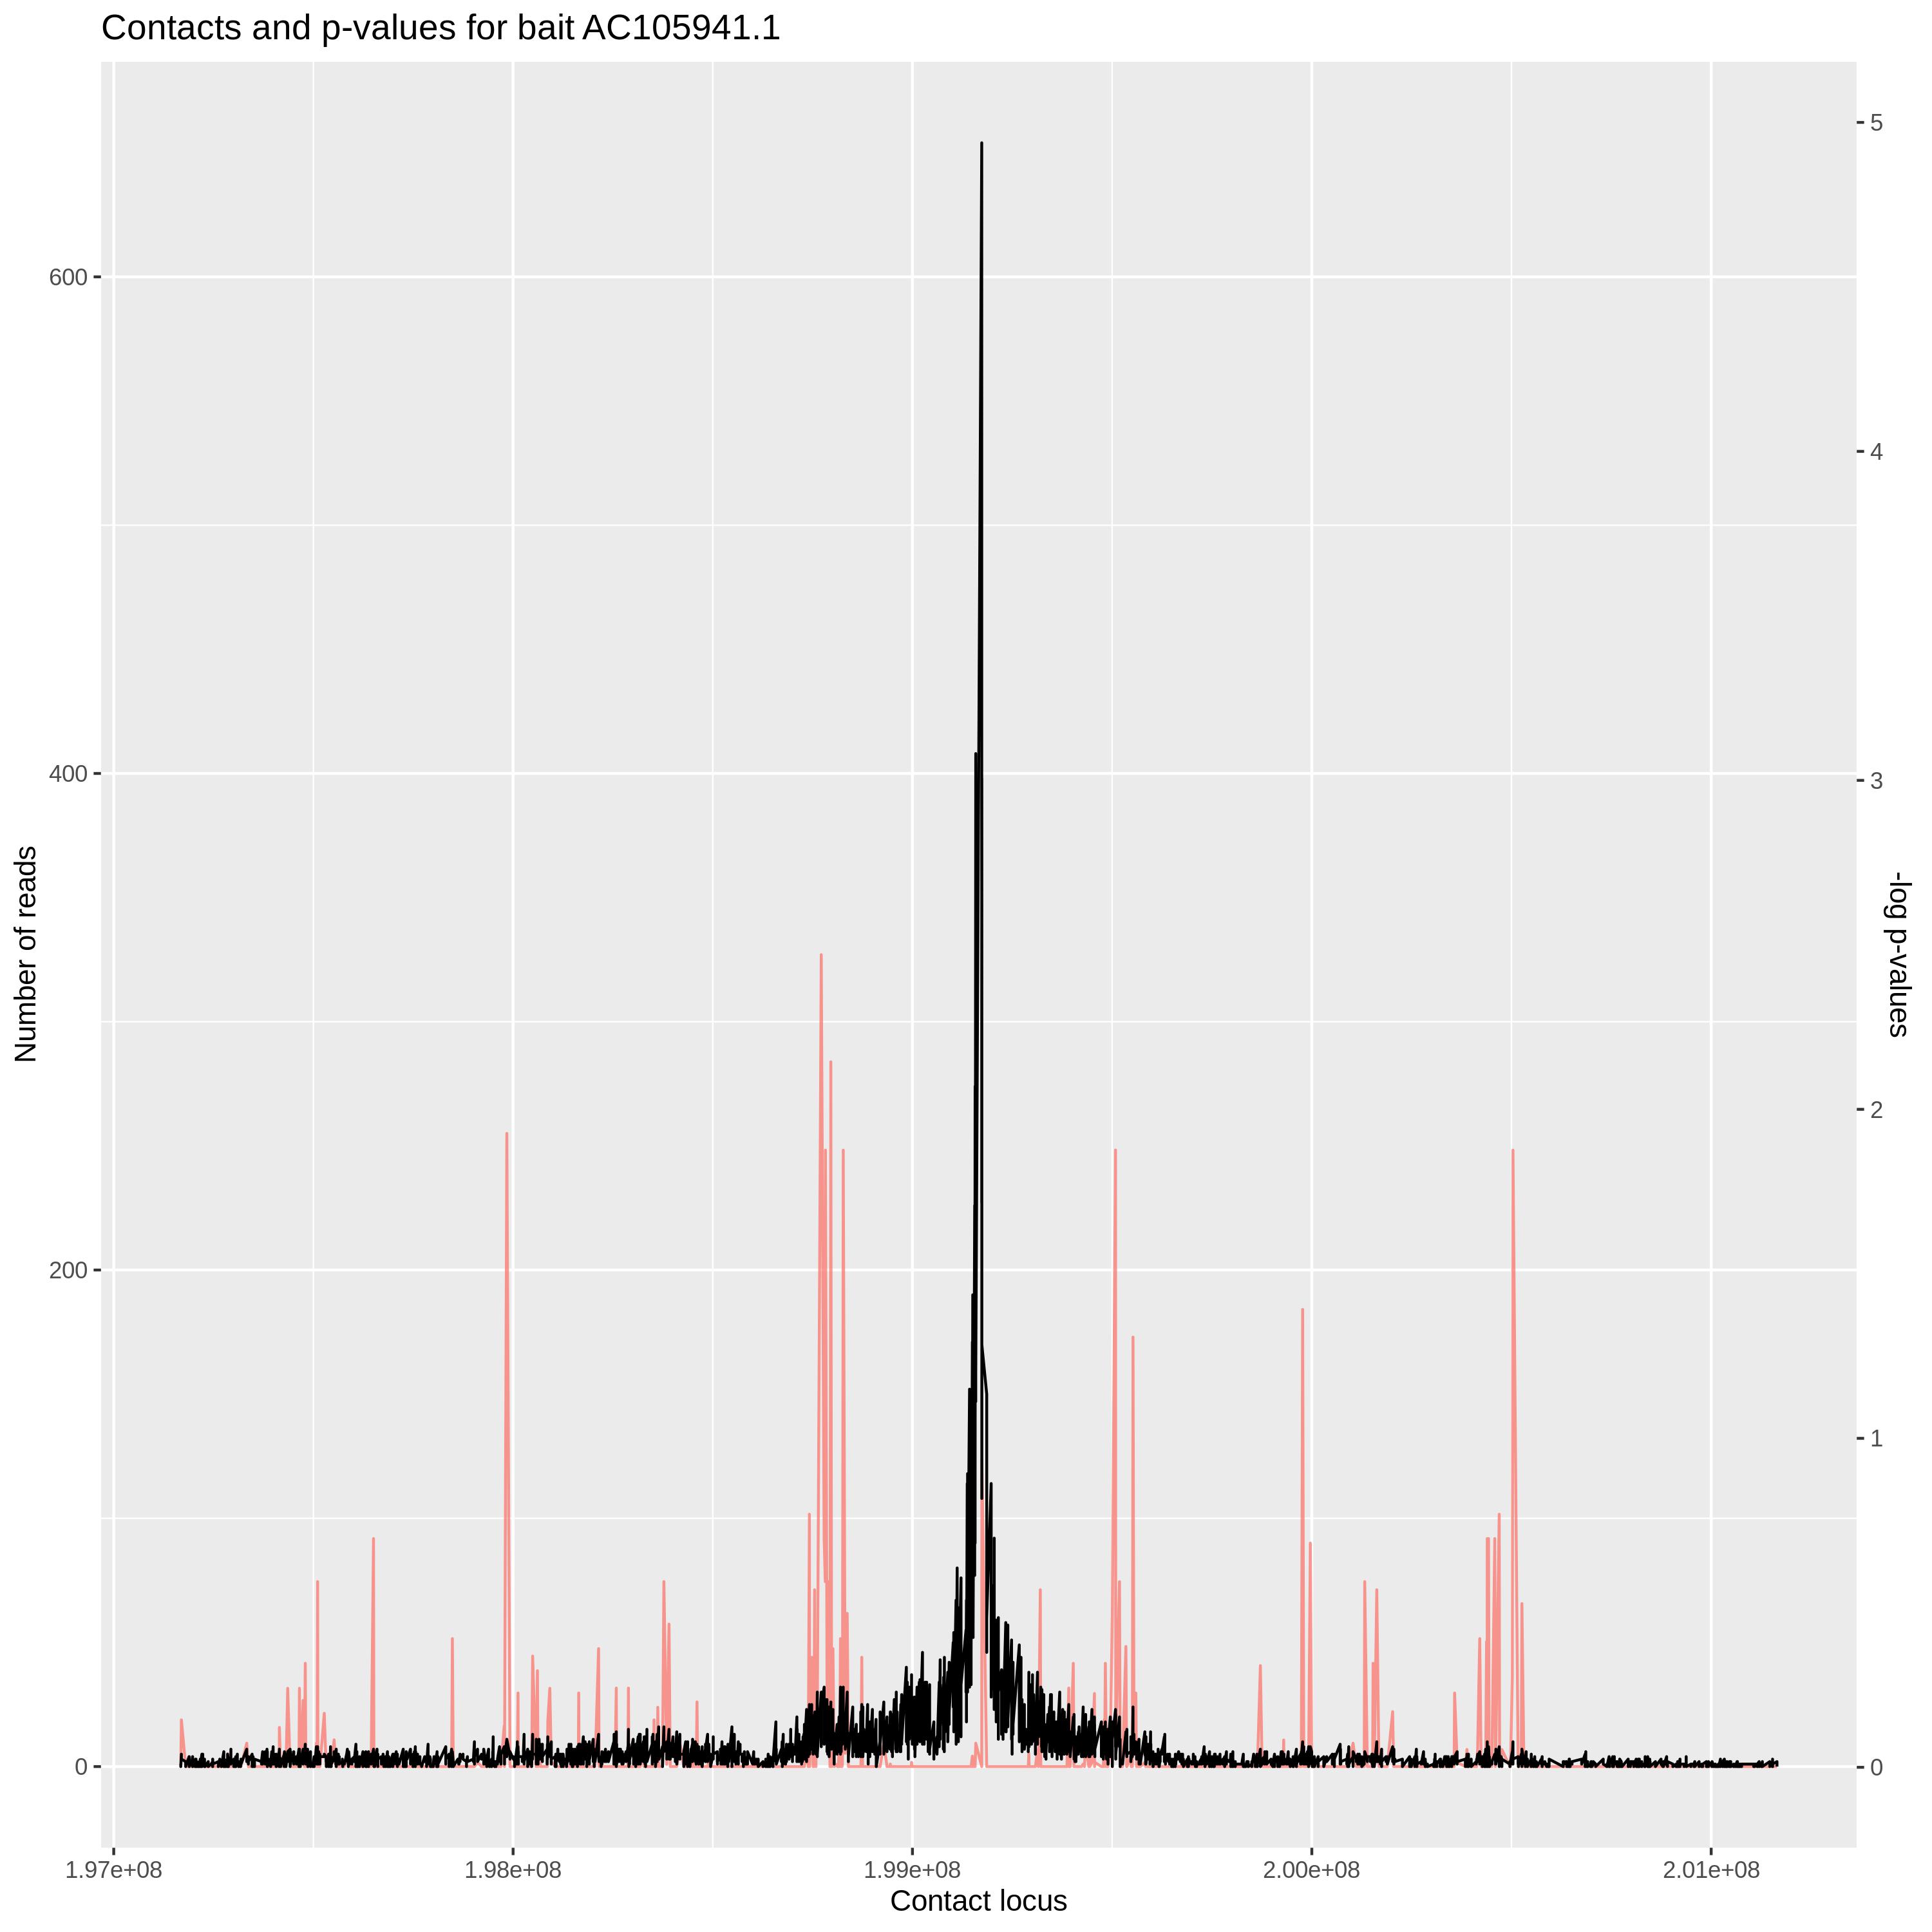 Contacts and p-values for bait AC105941.1
Number of reads
600
400
200
0
5
4
3
2
1
0
-log p-values
1.97e+08 1.98e+08 1.99e+08 2.00e+08 2.01e+08
Contact locus